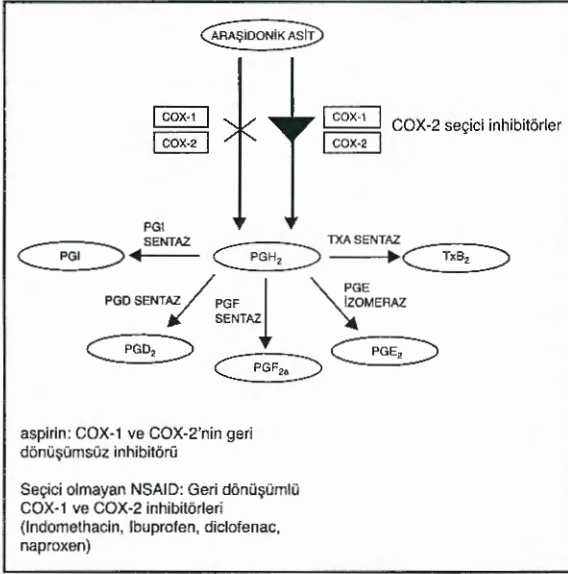 ARAŞİDONİK ASİT
COX-1
COX-2
COX-1
COX-2
COX-2 seçici inhibitörler
PGI
SENTAZ
PGI
PGH2
TXA SENTAZ
TxB2
PGD SENTAZ
PGF
SENTAZ
PGE
İZOMERAZ
PGD2
PGF2a
PGE2
aspirin: COX-1 ve COX-2'nin geri
dönüşümsüz inhibitörü
Seçici olmayan NSAID: Geri dönüşümlü
COX-1 ve COX-2 inhibitörleri
(Indomethacin, Ibuprofen, diclofenac,
naproxen)